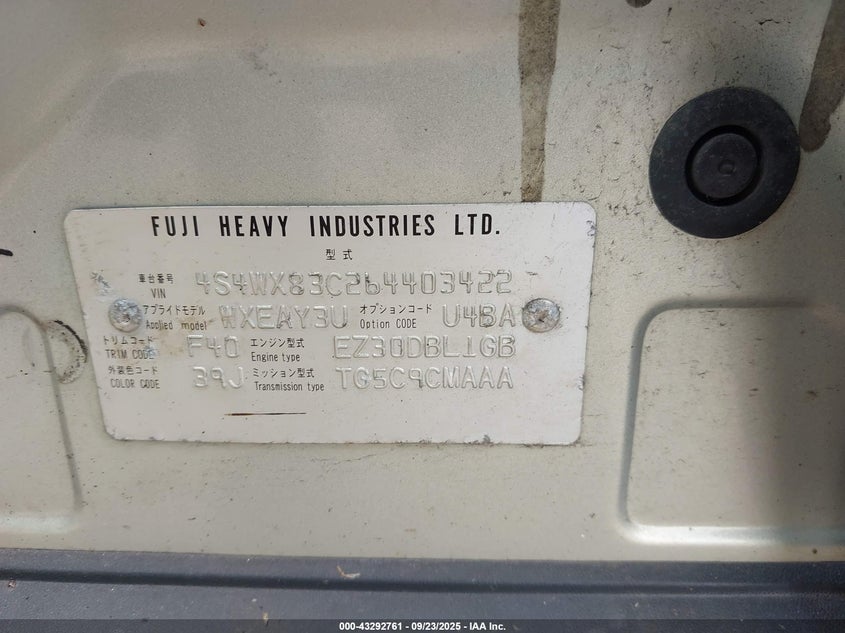 FUJI HEAVY INDUSTRIES LTD.
型式
車台番号 4S4WX83C264403422
VIN
アプライドモデル WXEAY3U オプションコード U4BA
Applied model Option CODE
トリムコード F40 エンジン型式 EZ30DBL1GB
TRIM CODE Engine type
外装色コード 39J ミッション型式 TG5C9CMAAA
COLOR CODE Transmission type
000-43292761 - 09/23/2025 - IAA Inc.